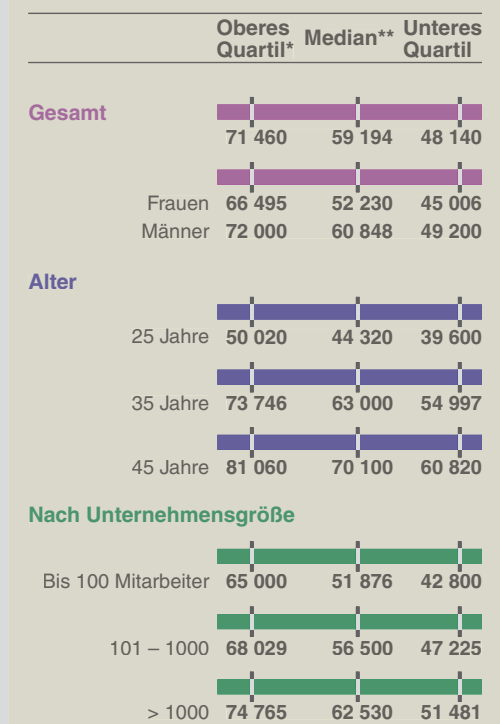 Oberes Median** Unteres
Quartil* Quartil
Gesamt
71 460 59 194 48 140
Frauen 66 495 52 230 45 006
Männer 72 000 60 848 49 200
Alter
25 Jahre 50 020 44 320 39 600
35 Jahre 73 746 63 000 54 997
45 Jahre 81 060 70 100 60 820
Nach Unternehmensgröße
Bis 100 Mitarbeiter 65 000 51 876 42 800
101 – 1000 68 029 56 500 47 225
> 1000 74 765 62 530 51 481